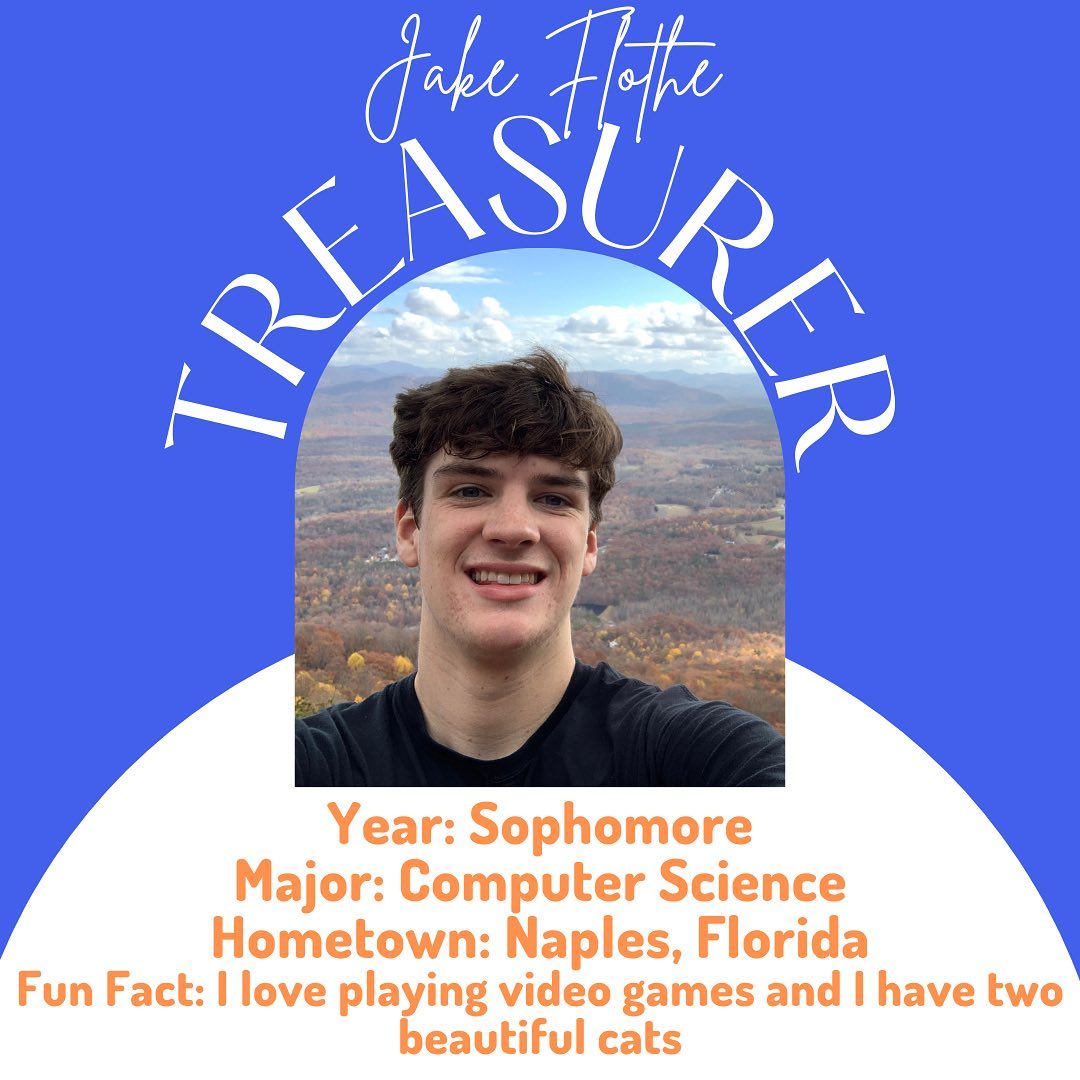 Jake Flothe
TREASURER
Year: Sophomore
Major: Computer Science
Hometown: Naples, Florida
Fun Fact: I love playing video games and I have two
beautiful cats